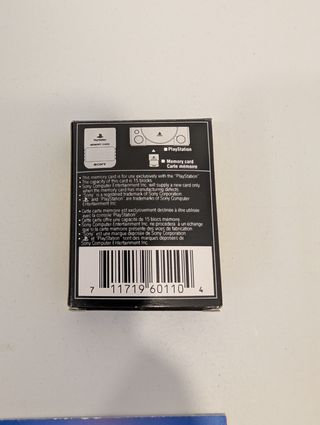 PlayStation
MEMORY CARD
SONY
PlayStation
Memory card
Carte mémoire
• This memory card is for use exclusively with the "PlayStation".
• The capacity of this card is 15 blocks.
• Sony Computer Entertainment Inc. will supply a new card only
when the memory card has manufacturing defects.
• "Sony" is a registered trademark of Sony Corporation.
• and "PlayStation" are trademarks of Sony Computer
Entertainment Inc.
• Cette carte mémoire est exclusivement destinée à être utilisée
avec la console "PlayStation".
• Cette carte offre une capacité de 15 blocs mémoire.
• Sony Computer Entertainment Inc. ne procédera à un échange
que si la carte mémoire présente des vices de fabrication.
• "Sony" est une marque déposée de Sony Corporation.
• et "PlayStation" sont des marques déposées de
Sony Computer Entertainment Inc.
7 11719 60110 4